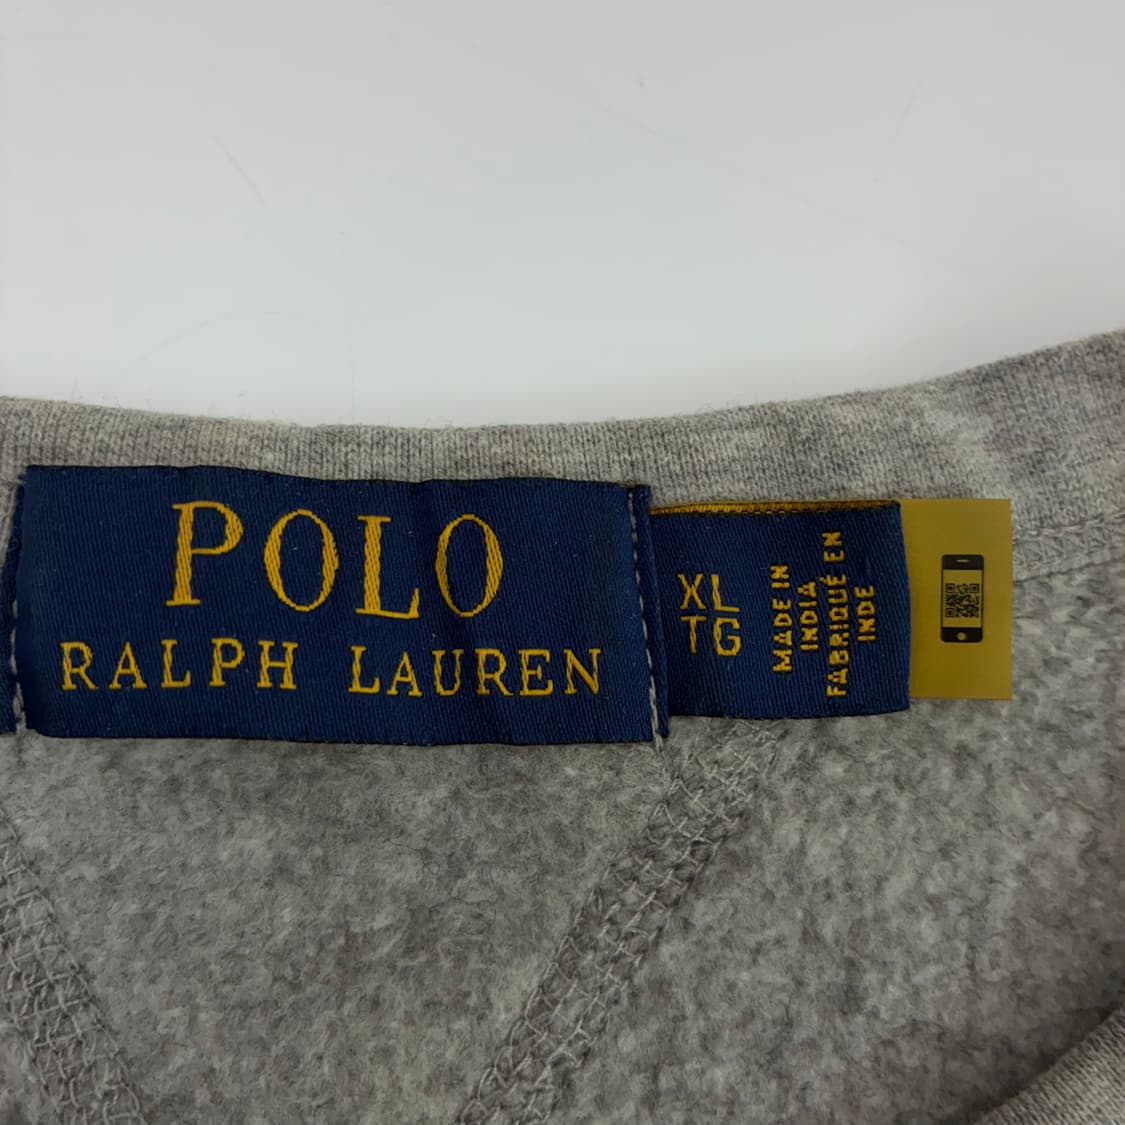 POLO
RALPH LAUREN
XL
TG
MADE IN
INDIA
FABRIQUÉ EN
INDE